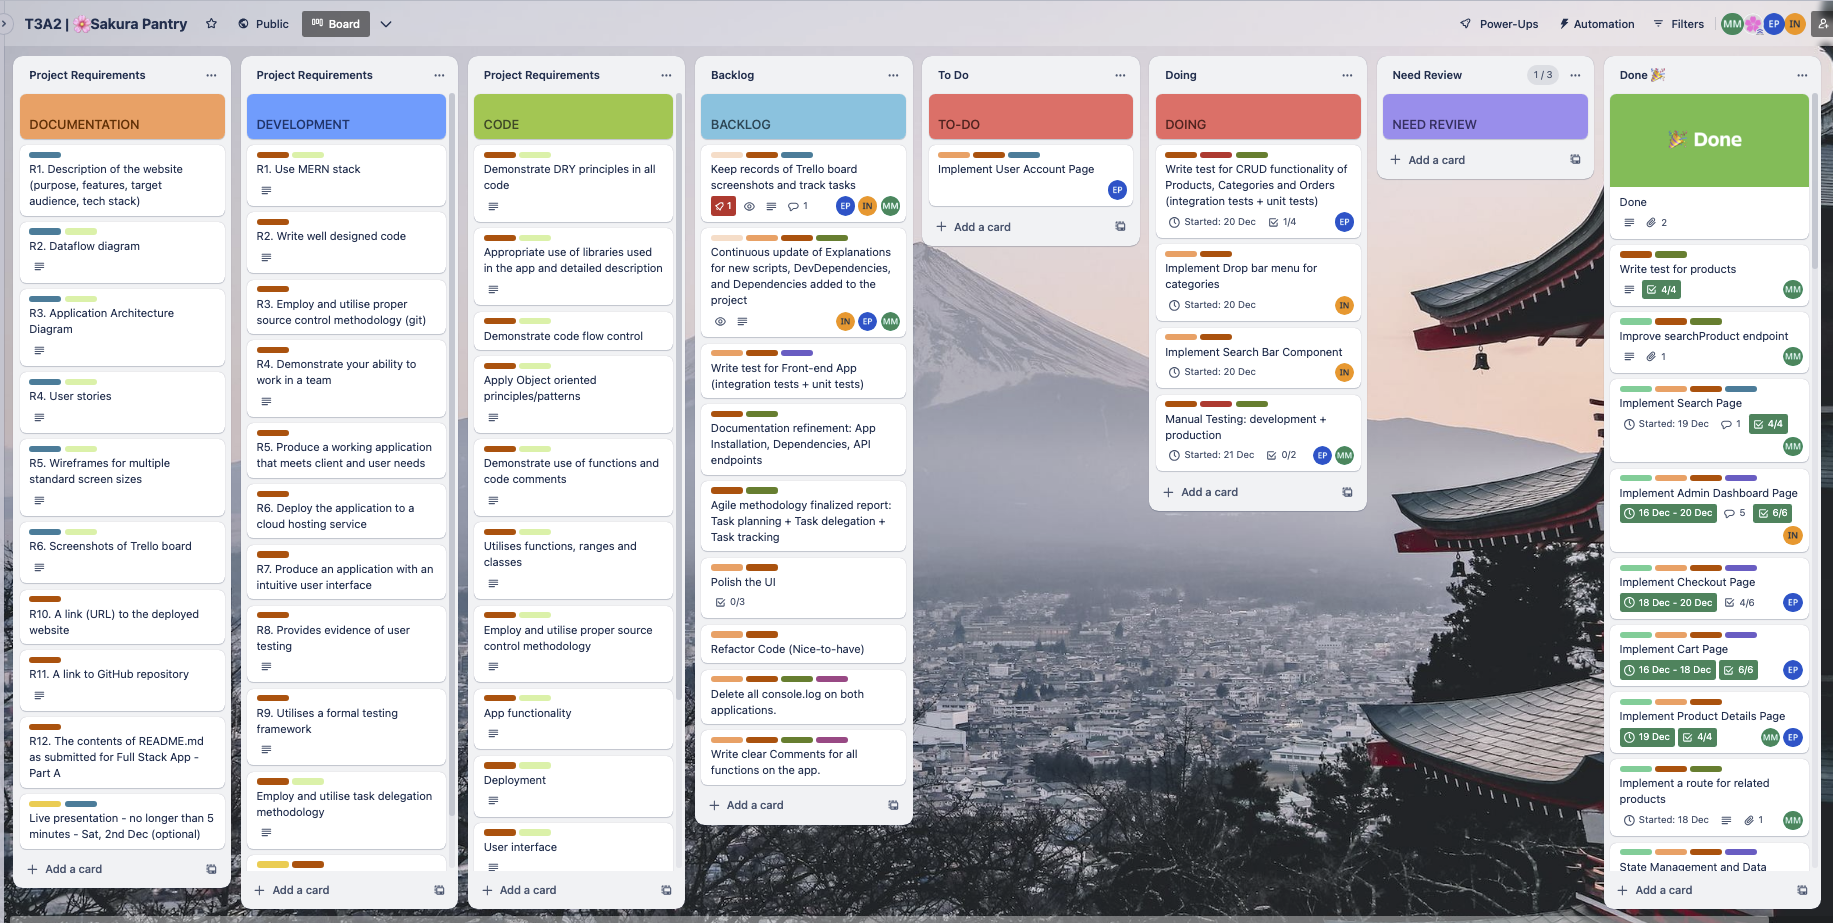 T3A2 | 🌸Sakura Pantry
Public
Board
Power-Ups
Automation
Filters
MM
EP
IN
Project Requirements
DOCUMENTATION
R1. Description of the website
(purpose, features, target
audience, tech stack)
R2. Dataflow diagram
R3. Application Architecture
Diagram
R4. User stories
R5. Wireframes for multiple
standard screen sizes
R6. Screenshots of Trello board
R10. A link (URL) to the deployed
website
R11. A link to GitHub repository
R12. The contents of README.md
as submitted for Full Stack App -
Part A
Live presentation - no longer than 5
minutes - Sat, 2nd Dec (optional)
Add a card
Project Requirements
DEVELOPMENT
R1. Use MERN stack
R2. Write well designed code
R3. Employ and utilise proper
source control methodology (git)
R4. Demonstrate your ability to
work in a team
R5. Produce a working application
that meets client and user needs
R6. Deploy the application to a
cloud hosting service
R7. Produce an application with an
intuitive user interface
R8. Provides evidence of user
testing
R9. Utilises a formal testing
framework
Employ and utilise task delegation
methodology
Add a card
Project Requirements
CODE
Demonstrate DRY principles in all
code
Appropriate use of libraries used
in the app and detailed description
Demonstrate code flow control
Apply Object oriented
principles/patterns
Demonstrate use of functions and
code comments
Utilises functions, ranges and
classes
Employ and utilise proper source
control methodology
App functionality
Deployment
User interface
Add a card
Backlog
BACKLOG
Keep records of Trello board
screenshots and track tasks
1
1
EP
IN
MM
Continuous update of Explanations
for new scripts, DevDependencies,
and Dependencies added to the
project
IN
EP
MM
Write test for Front-end App
(integration tests + unit tests)
Documentation refinement: App
Installation, Dependencies, API
endpoints
Agile methodology finalized report:
Task planning + Task delegation +
Task tracking
Polish the UI
0/3
Refactor Code (Nice-to-have)
Delete all console.log on both
applications.
Write clear Comments for all
functions on the app.
Add a card
To Do
TO-DO
Implement User Account Page
EP
Add a card
Doing
DOING
Write test for CRUD functionality of
Products, Categories and Orders
(integration tests + unit tests)
Started: 20 Dec
1/4
EP
Implement Drop bar menu for
categories
Started: 20 Dec
IN
Implement Search Bar Component
Started: 20 Dec
IN
Manual Testing: development +
production
Started: 21 Dec
0/2
EP
MM
Add a card
Need Review
1 / 3
NEED REVIEW
Add a card
Done 🎉
🎉 Done
Done
2
Write test for products
4/4
MM
Improve searchProduct endpoint
1
MM
Implement Search Page
Started: 19 Dec
1
4/4
MM
Implement Admin Dashboard Page
16 Dec - 20 Dec
5
6/6
IN
Implement Checkout Page
18 Dec - 20 Dec
4/6
EP
Implement Cart Page
16 Dec - 18 Dec
6/6
EP
Implement Product Details Page
19 Dec
4/4
MM
EP
Implement a route for related
products
Started: 18 Dec
1
MM
State Management and Data
Add a card